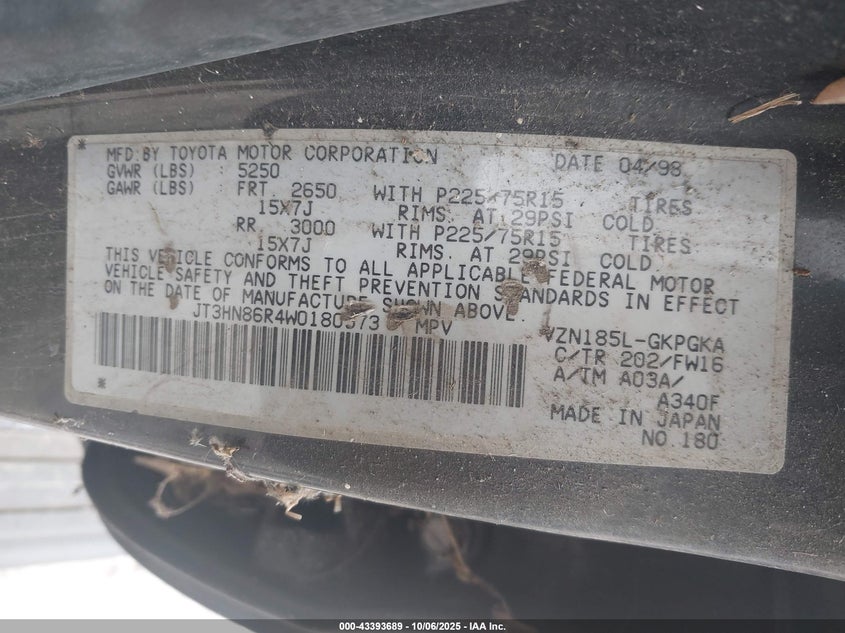 MFD.BY TOYOTA MOTOR CORPORATION DATE 04/98
GVWR (LBS) : 5250
GAWR (LBS) : FRT. 2650 WITH P225/75R15 TIRES
15X7J RIMS. AT 29PSI COLD.
RR. 3000 WITH P225/75R15 TIRES
15X7J RIMS. AT 29PSI COLD.
THIS VEHICLE CONFORMS TO ALL APPLICABLE FEDERAL MOTOR
VEHICLE SAFETY AND THEFT PREVENTION STANDARDS IN EFFECT
ON THE DATE OF MANUFACTURE SHOWN ABOVE.
MPV
VZN185L-GKPGKA
C/TR 202/FW16
A/TM A03A/
A340F
MADE IN JAPAN
NO.180
000-43393689 - 10/06/2025 - IAA Inc.